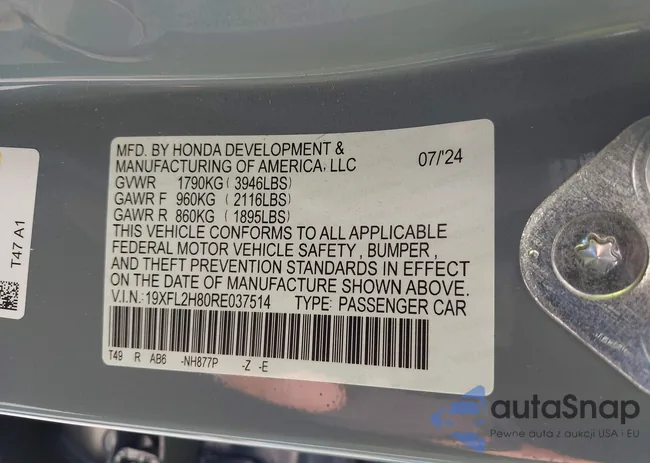 MFD. BY HONDA DEVELOPMENT &
MANUFACTURING OF AMERICA, LLC 07/'24
GVWR 1790KG (3946LBS)
GAWR F 960KG (2116LBS)
GAWR R 860KG (1895LBS)
THIS VEHICLE CONFORMS TO ALL APPLICABLE
FEDERAL MOTOR VEHICLE SAFETY, BUMPER,
AND THEFT PREVENTION STANDARDS IN EFFECT
ON THE DATE OF MANUFACTURE SHOWN ABOVE.
V.I.N.:19XFL2H80RE037514 TYPE: PASSENGER CAR
T49 R AB6 -NH877P -Z -E
T47 A1
autaSnap
Pewne auta z aukcji USA i EU